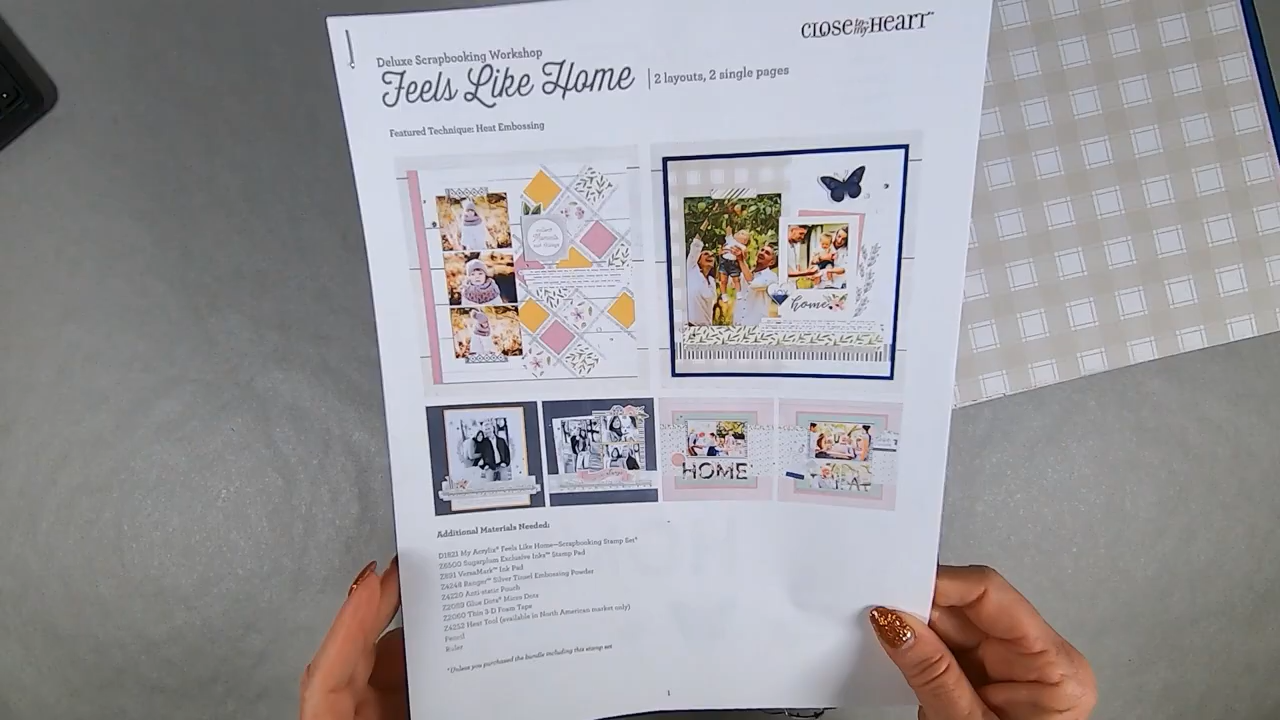 CLOSE to my HEART™
Deluxe Scrapbooking Workshop
Feels Like Home
2 layouts, 2 single pages
Featured Technique: Heat Embossing
home
HOME
Additional Materials Needed:
D1821 My Acrylix® Feels Like Home—Scrapbooking Stamp Set*
Z6500 Sugarplum Exclusive Inks™ Stamp Pad
Z891 VersaMark™ Ink Pad
Z4248 Ranger™ Silver Tinsel Embossing Powder
Z4220 Anti-static Pouch
Z2089 Glue Dots® Micro Dots
Z2060 Thin 3-D Foam Tape
Z4252 Heat Tool (available in North American market only)
Pencil
Ruler
*Unless you purchased the bundle including this stamp set
1